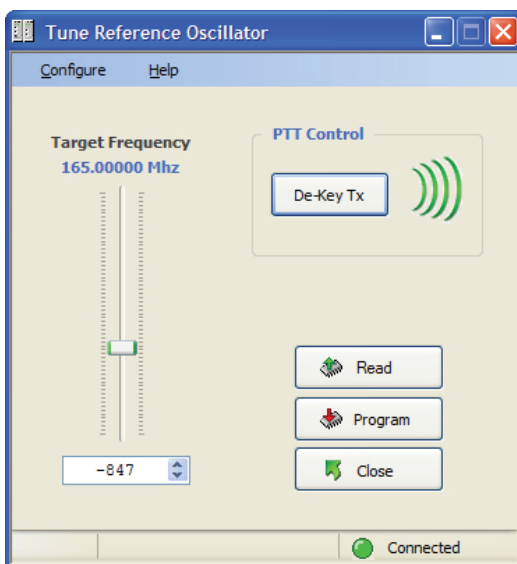 Tune Reference Oscillator
Configure Help
Target Frequency
165.00000 Mhz
PTT Control
De-Key Tx
Read
Program
-847
Close
Connected